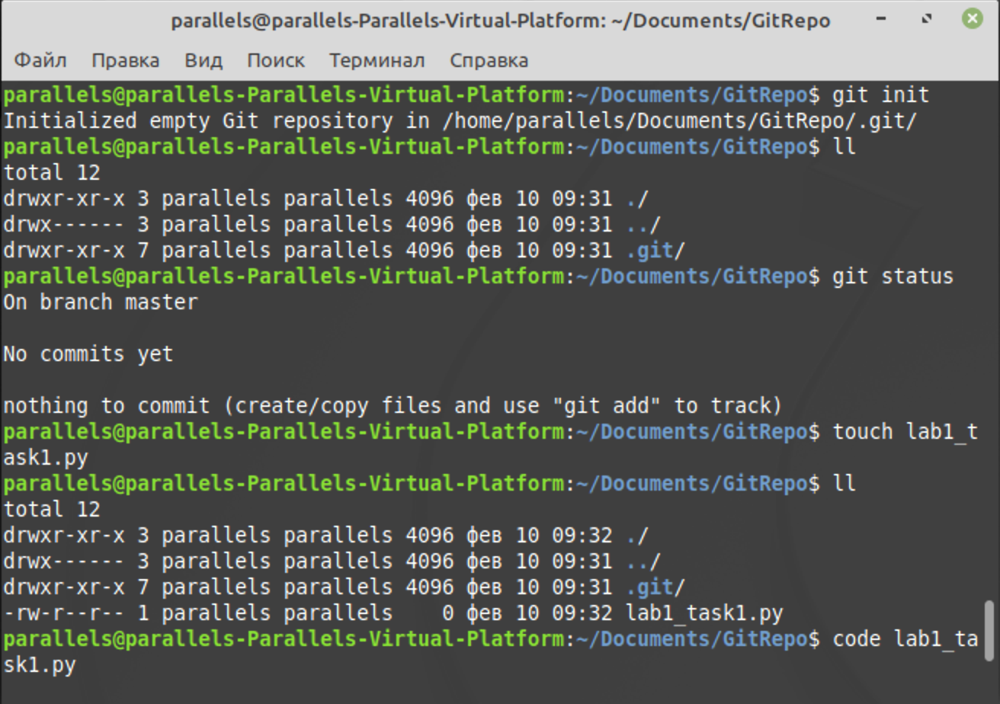 parallels@parallels-Parallels-Virtual-Platform: ~/Documents/GitRepo
Файл Правка Вид Поиск Терминал Справка
parallels@parallels-Parallels-Virtual-Platform:~/Documents/GitRepo$ git init
Initialized empty Git repository in /home/parallels/Documents/GitRepo/.git/
parallels@parallels-Parallels-Virtual-Platform:~/Documents/GitRepo$ ll
total 12
drwxr-xr-x 3 parallels parallels 4096 фев 10 09:31 ./
drwx------ 3 parallels parallels 4096 фев 10 09:31 ../
drwxr-xr-x 7 parallels parallels 4096 фев 10 09:31 .git/
parallels@parallels-Parallels-Virtual-Platform:~/Documents/GitRepo$ git status
On branch master
No commits yet
nothing to commit (create/copy files and use "git add" to track)
parallels@parallels-Parallels-Virtual-Platform:~/Documents/GitRepo$ touch lab1_t
ask1.py
parallels@parallels-Parallels-Virtual-Platform:~/Documents/GitRepo$ ll
total 12
drwxr-xr-x 3 parallels parallels 4096 фев 10 09:32 ./
drwx------ 3 parallels parallels 4096 фев 10 09:31 ../
drwxr-xr-x 7 parallels parallels 4096 фев 10 09:31 .git/
-rw-r--r-- 1 parallels parallels    0 фев 10 09:32 lab1_task1.py
parallels@parallels-Parallels-Virtual-Platform:~/Documents/GitRepo$ code lab1_ta
sk1.py